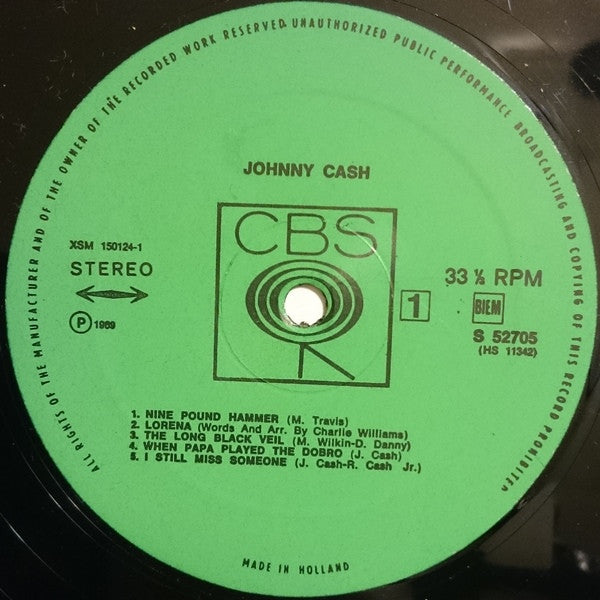 ALL RIGHTS OF THE MANUFACTURER AND OF THE OWNER OF THE RECORDED WORK RESERVED. UNAUTHORIZED PUBLIC PERFORMANCE BROADCASTING AND COPYING OF THIS RECORD PROHIBITED
JOHNNY CASH
CBS
XSM 150124-1
STEREO
33 ⅓ RPM
1
BIEM
Ⓟ 1969
S 52705
(HS 11342)
1. NINE POUND HAMMER (M. Travis)
2. LORENA (Words And Arr. By Charlie Williams)
3. THE LONG BLACK VEIL (M. Wilkin-D. Danny)
4. WHEN PAPA PLAYED THE DOBRO (J. Cash)
5. I STILL MISS SOMEONE (J. Cash-R. Cash Jr.)
MADE IN HOLLAND